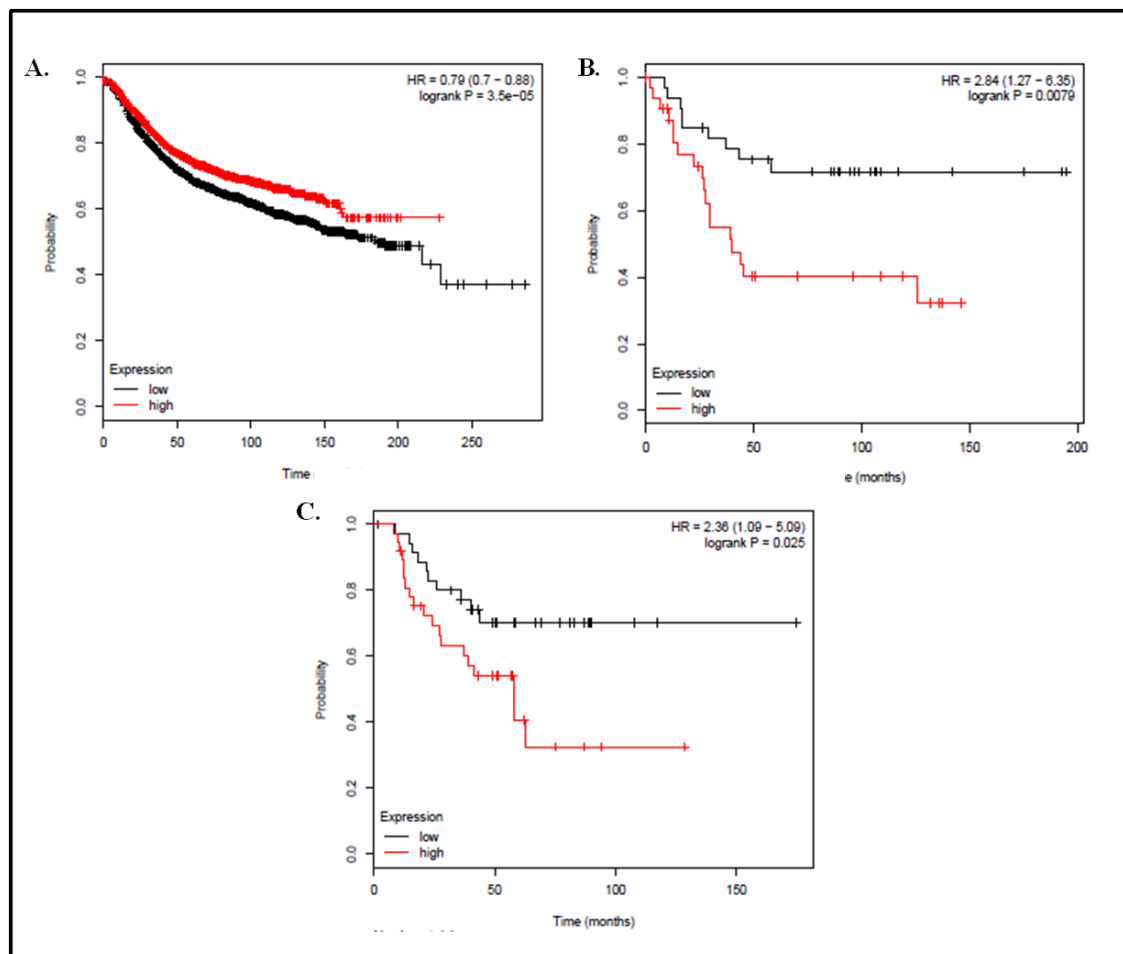 A.
HR = 0.79 (0.7 − 0.88)
logrank P = 3.5e−05
1.0
0.8
0.6
0.4
0.2
0.0
Probability
Expression
low
high
0 50 100 150 200 250
Time
B.
HR = 2.84 (1.27 − 6.35)
logrank P = 0.0079
1.0
0.8
0.6
0.4
0.2
0.0
Probability
Expression
low
high
0 50 100 150 200
e (months)
C.
HR = 2.36 (1.09 − 5.09)
logrank P = 0.025
1.0
0.8
0.6
0.4
0.2
0.0
Probability
Expression
low
high
0 50 100 150
Time (months)